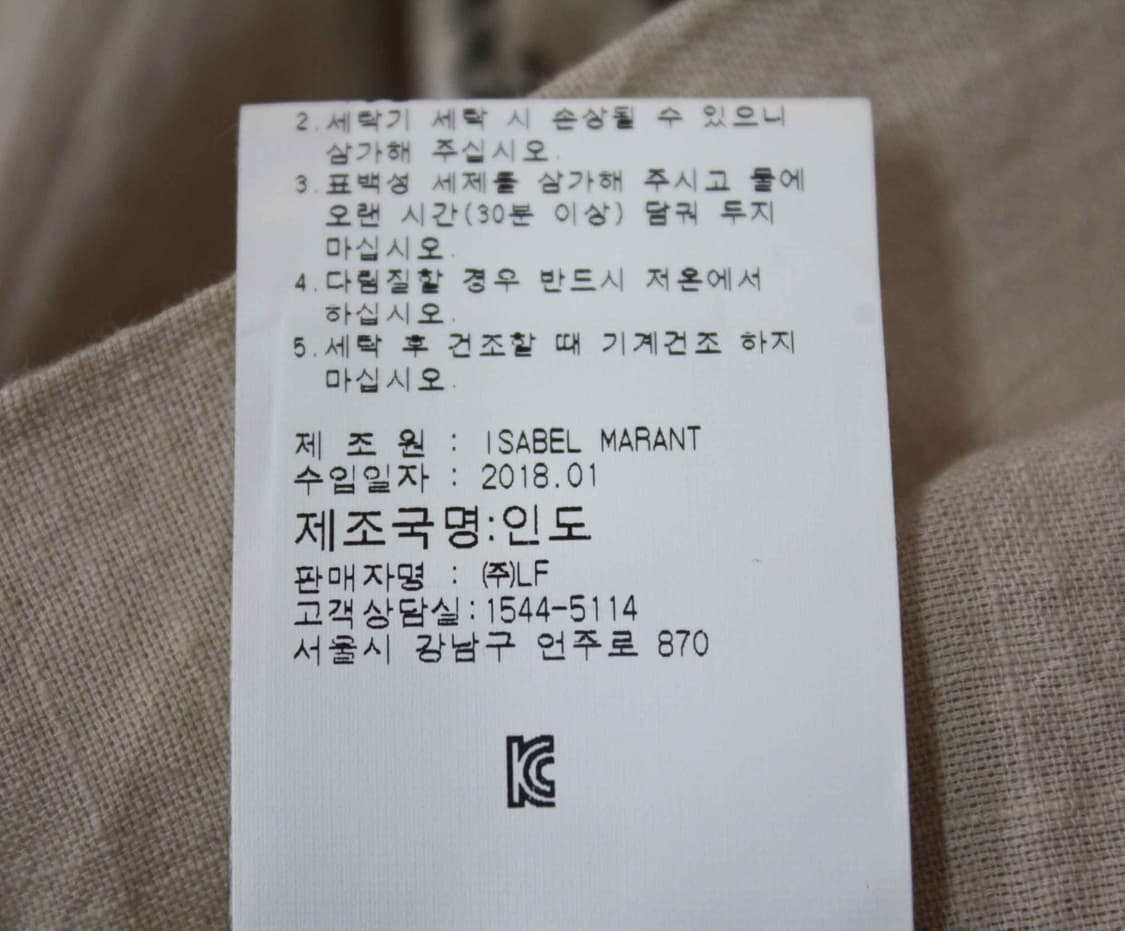 2.세탁기 세탁 시 손상될 수 있으니
삼가해 주십시오.
3.표백성 세제를 삼가해 주시고 물에
오랜 시간(30분 이상) 담궈 두지
마십시오.
4.다림질할 경우 반드시 저온에서
하십시오.
5.세탁 후 건조할 때 기계건조 하지
마십시오.
제 조 원 : ISABEL MARANT
수입일자 : 2018.01
제조국명:인도
판매자명 : ㈜LF
고객상담실:1544-5114
서울시 강남구 언주로 870
KC